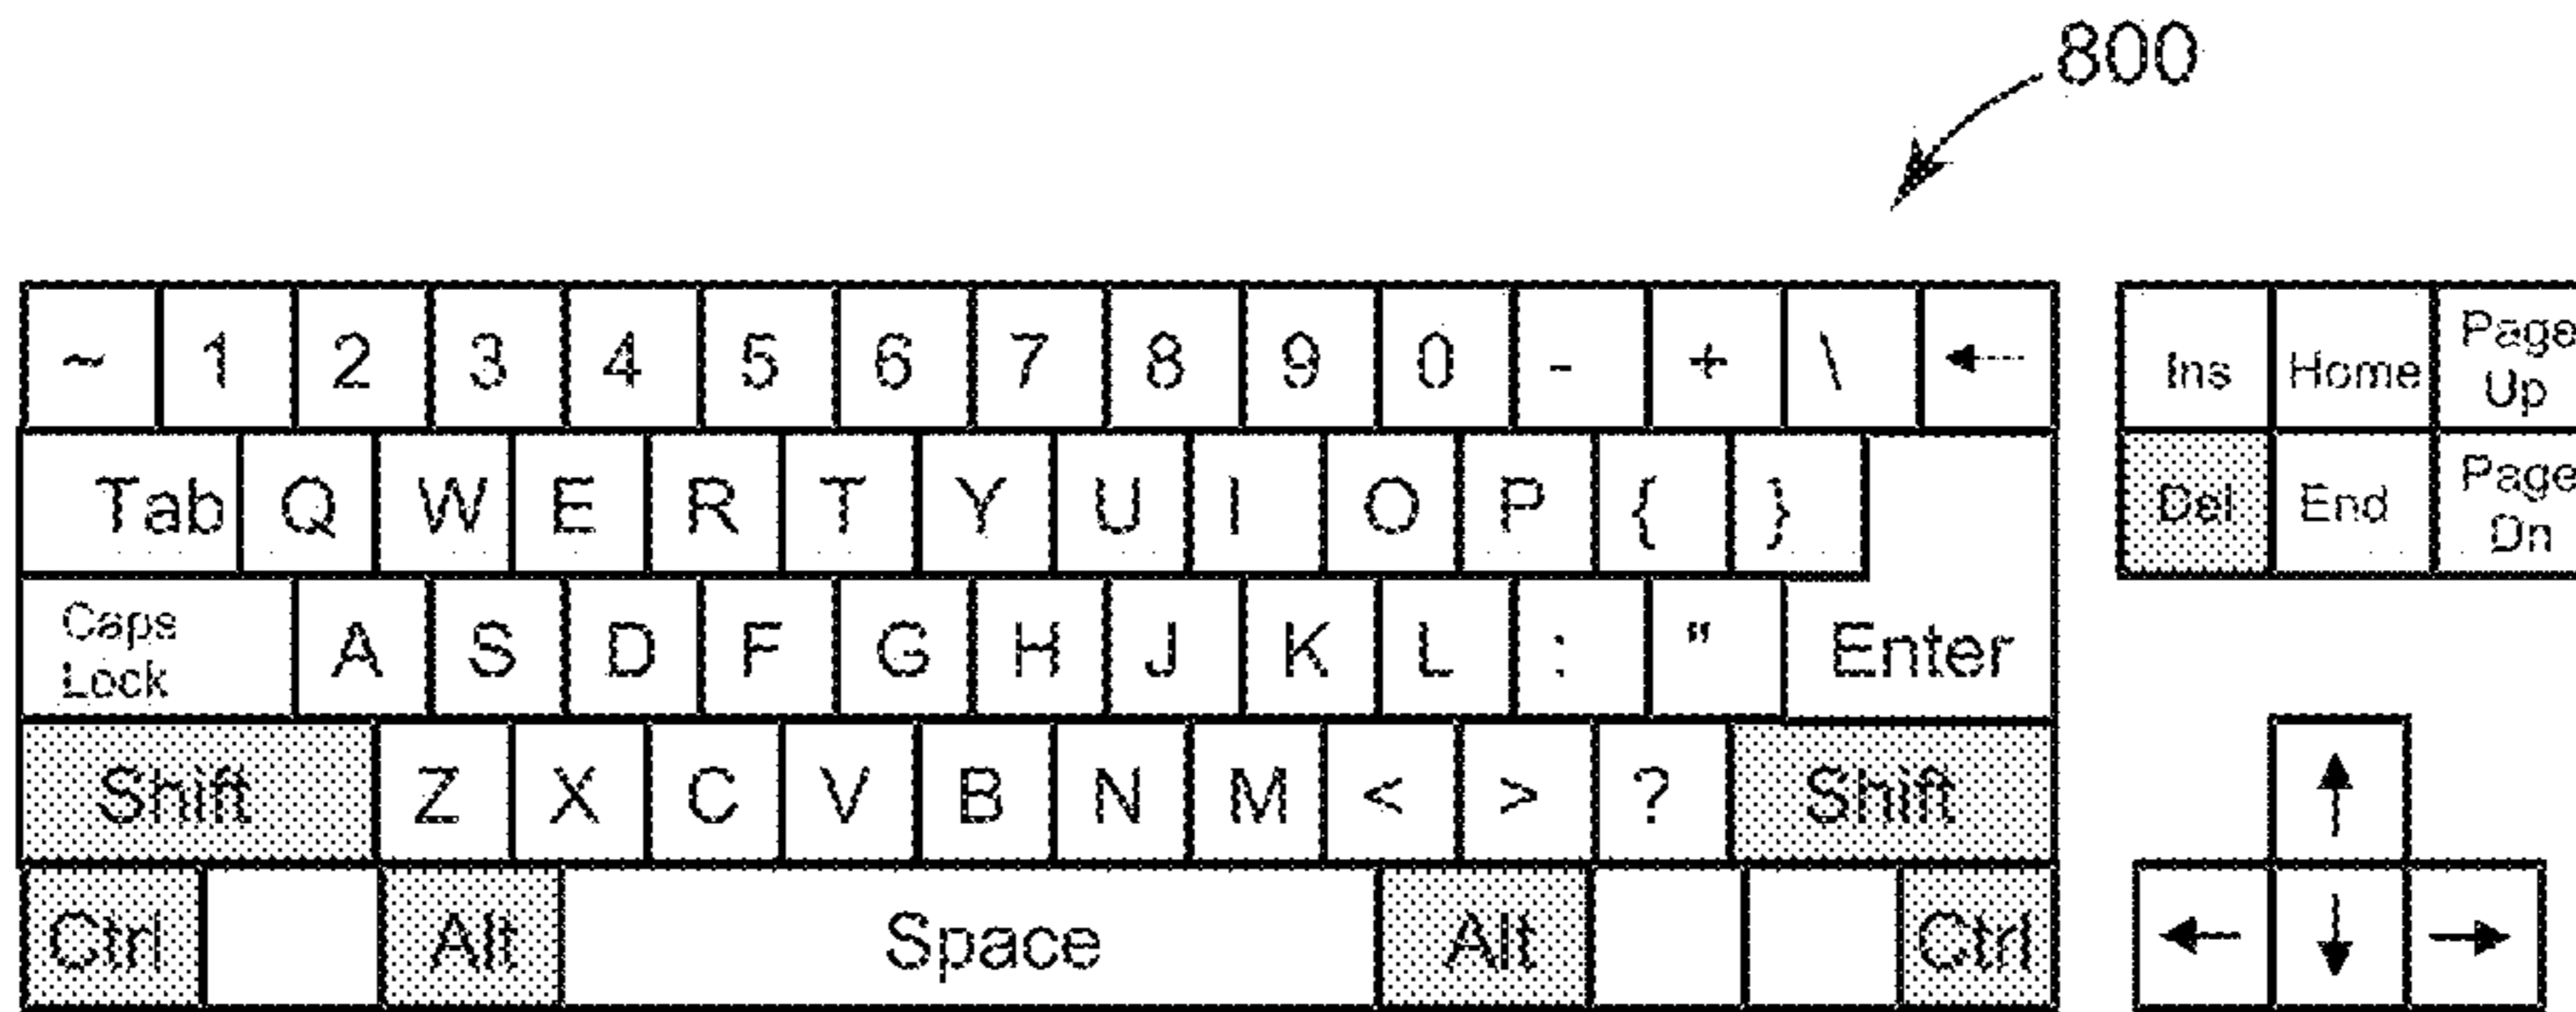 800
~ 1 2 3 4 5 6 7 8 9 0 - + \ ← Ins Home Page Up
Tab Q W E R T Y U I O P { } Del End Page Dn
Caps Lock A S D F G H J K L : " Enter
Shift Z X C V B N M < > ? Shift ↑
Ctrl Alt Space Alt Ctrl ← ↓ →